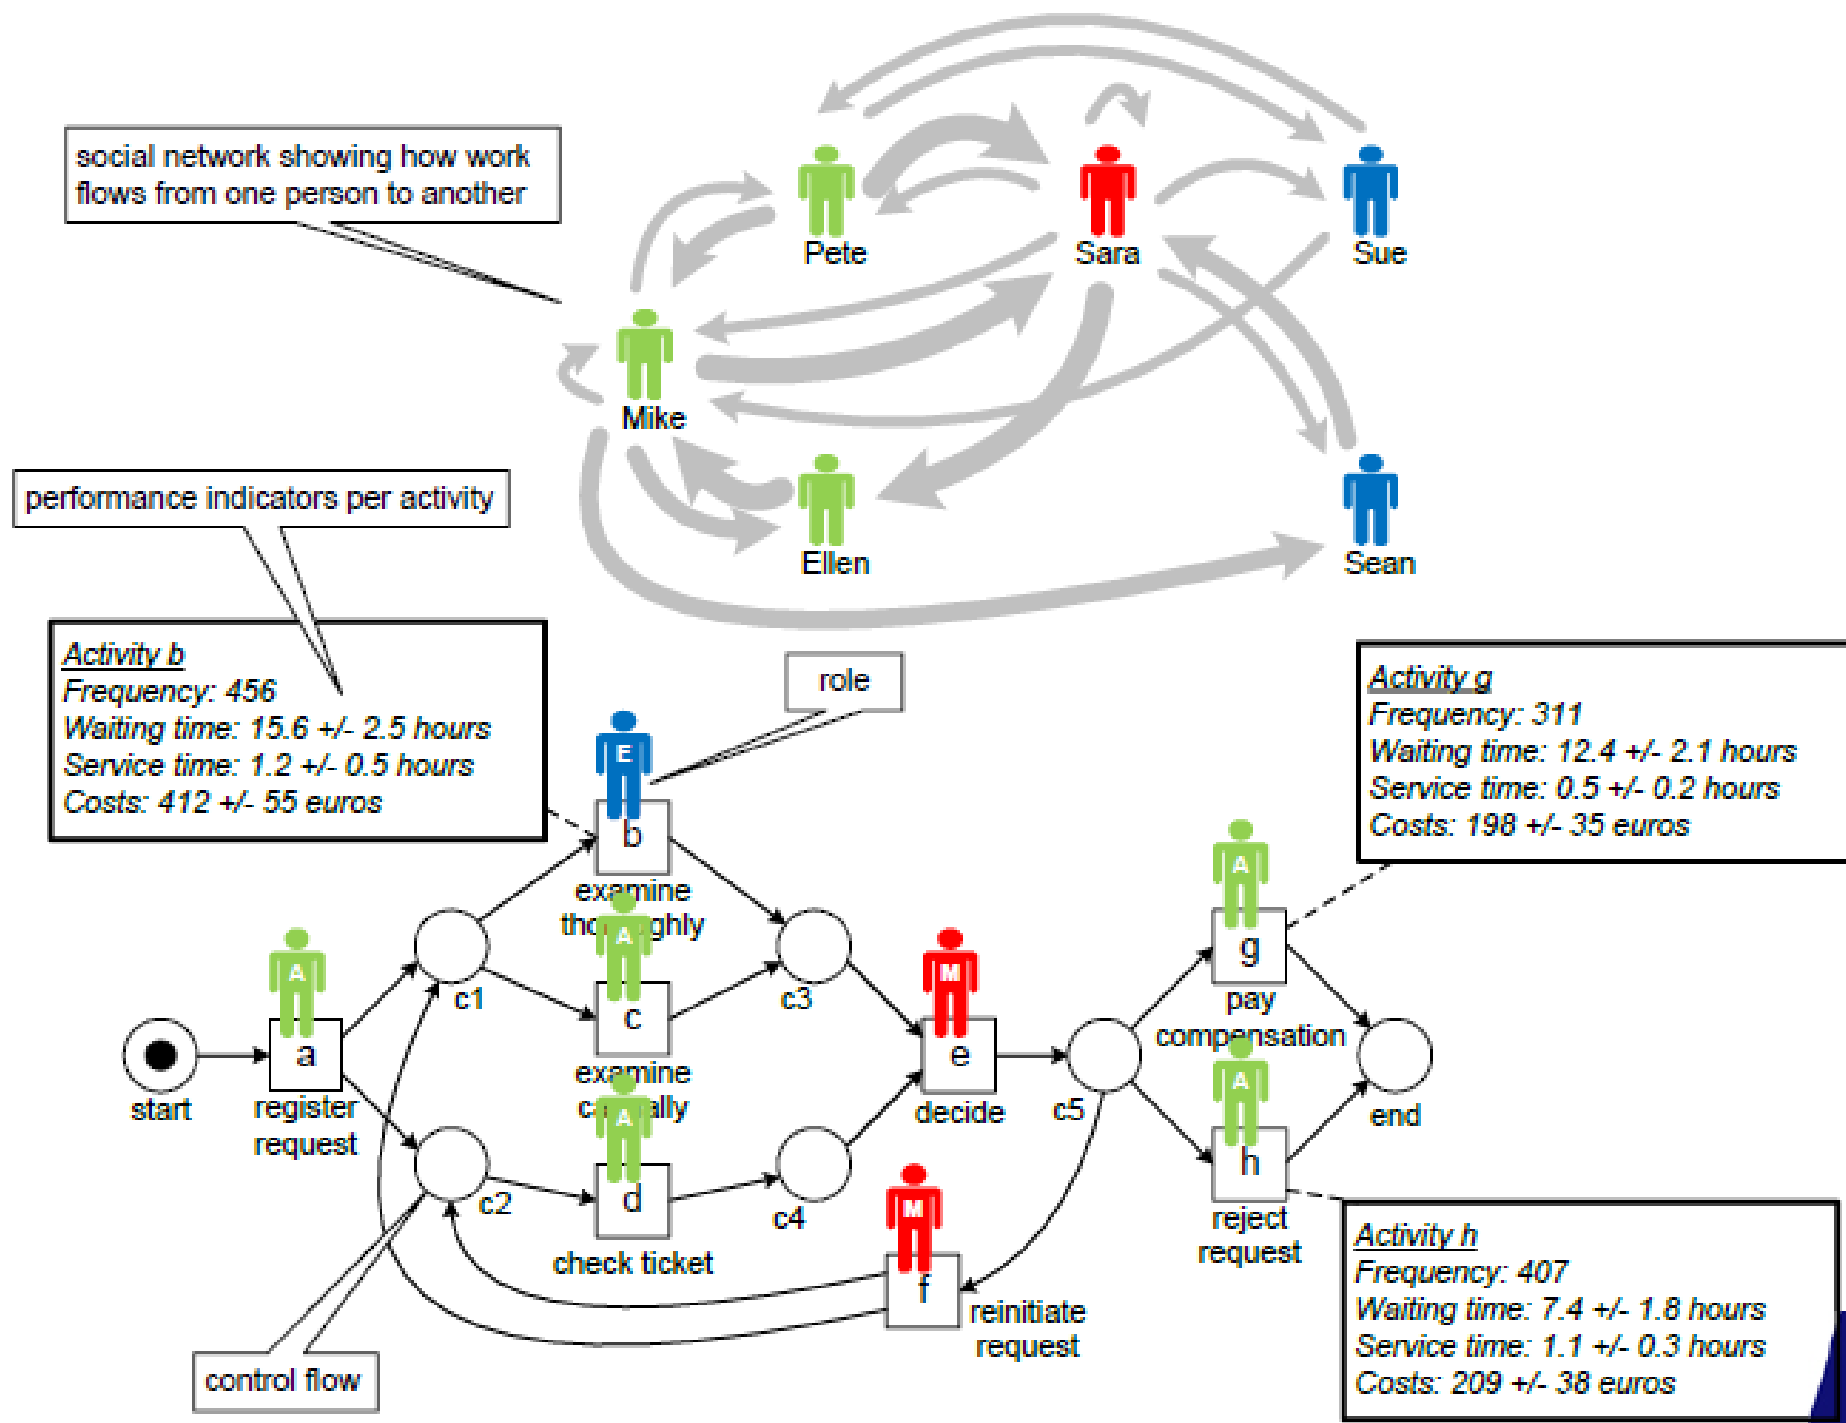 social network showing how work
flows from one person to another
Pete
Sara
Sue
Mike
Ellen
Sean
performance indicators per activity
Activity b
Frequency: 456
Waiting time: 15.6 +/- 2.5 hours
Service time: 1.2 +/- 0.5 hours
Costs: 412 +/- 55 euros
role
Activity g
Frequency: 311
Waiting time: 12.4 +/- 2.1 hours
Service time: 0.5 +/- 0.2 hours
Costs: 198 +/- 35 euros
E
b
examine
thoroughly
A
c
examine
casually
A
d
check ticket
A
a
register
request
start
c1
c2
c3
c4
M
e
decide
c5
A
g
pay
compensation
A
h
reject
request
end
M
f
reinitiate
request
control flow
Activity h
Frequency: 407
Waiting time: 7.4 +/- 1.8 hours
Service time: 1.1 +/- 0.3 hours
Costs: 209 +/- 38 euros